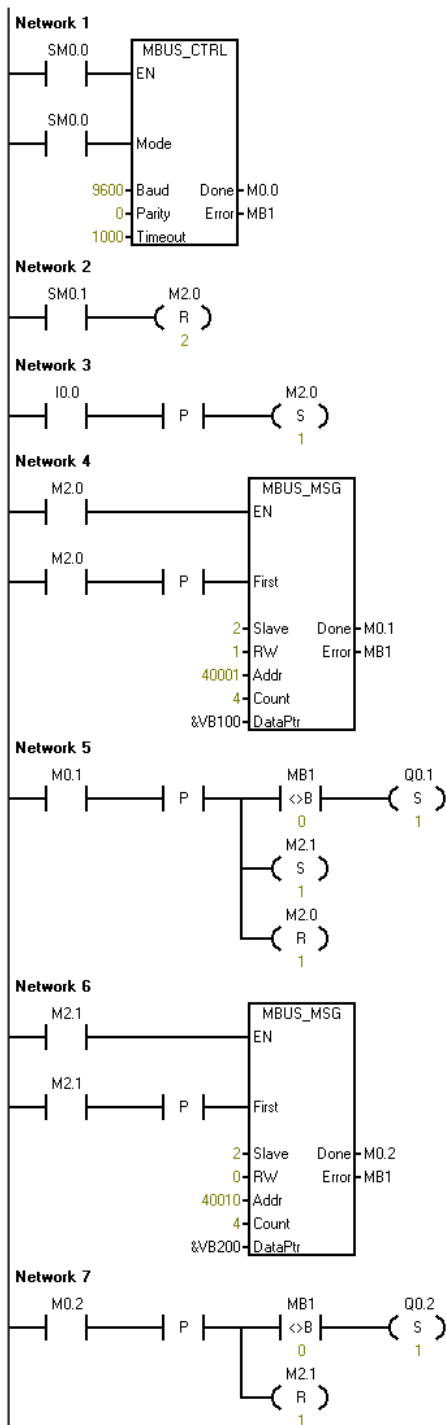 Network 1
SM0.0 MBUS_CTRL
EN
SM0.0
Mode
9600 Baud Done M0.0
0 Parity Error MB1
1000 Timeout
Network 2
SM0.1 M2.0
R
2
Network 3
I0.0 M2.0
P S
1
Network 4
M2.0 MBUS_MSG
EN
M2.0
P First
2 Slave Done M0.1
1 RW Error MB1
40001 Addr
4 Count
&VB100 DataPtr
Network 5
M0.1 MB1 Q0.1
P <>B S
0 1
M2.1
S
1
M2.0
R
1
Network 6
M2.1 MBUS_MSG
EN
M2.1
P First
2 Slave Done M0.2
0 RW Error MB1
40010 Addr
4 Count
&VB200 DataPtr
Network 7
M0.2 MB1 Q0.2
P <>B S
0 1
M2.1
R
1